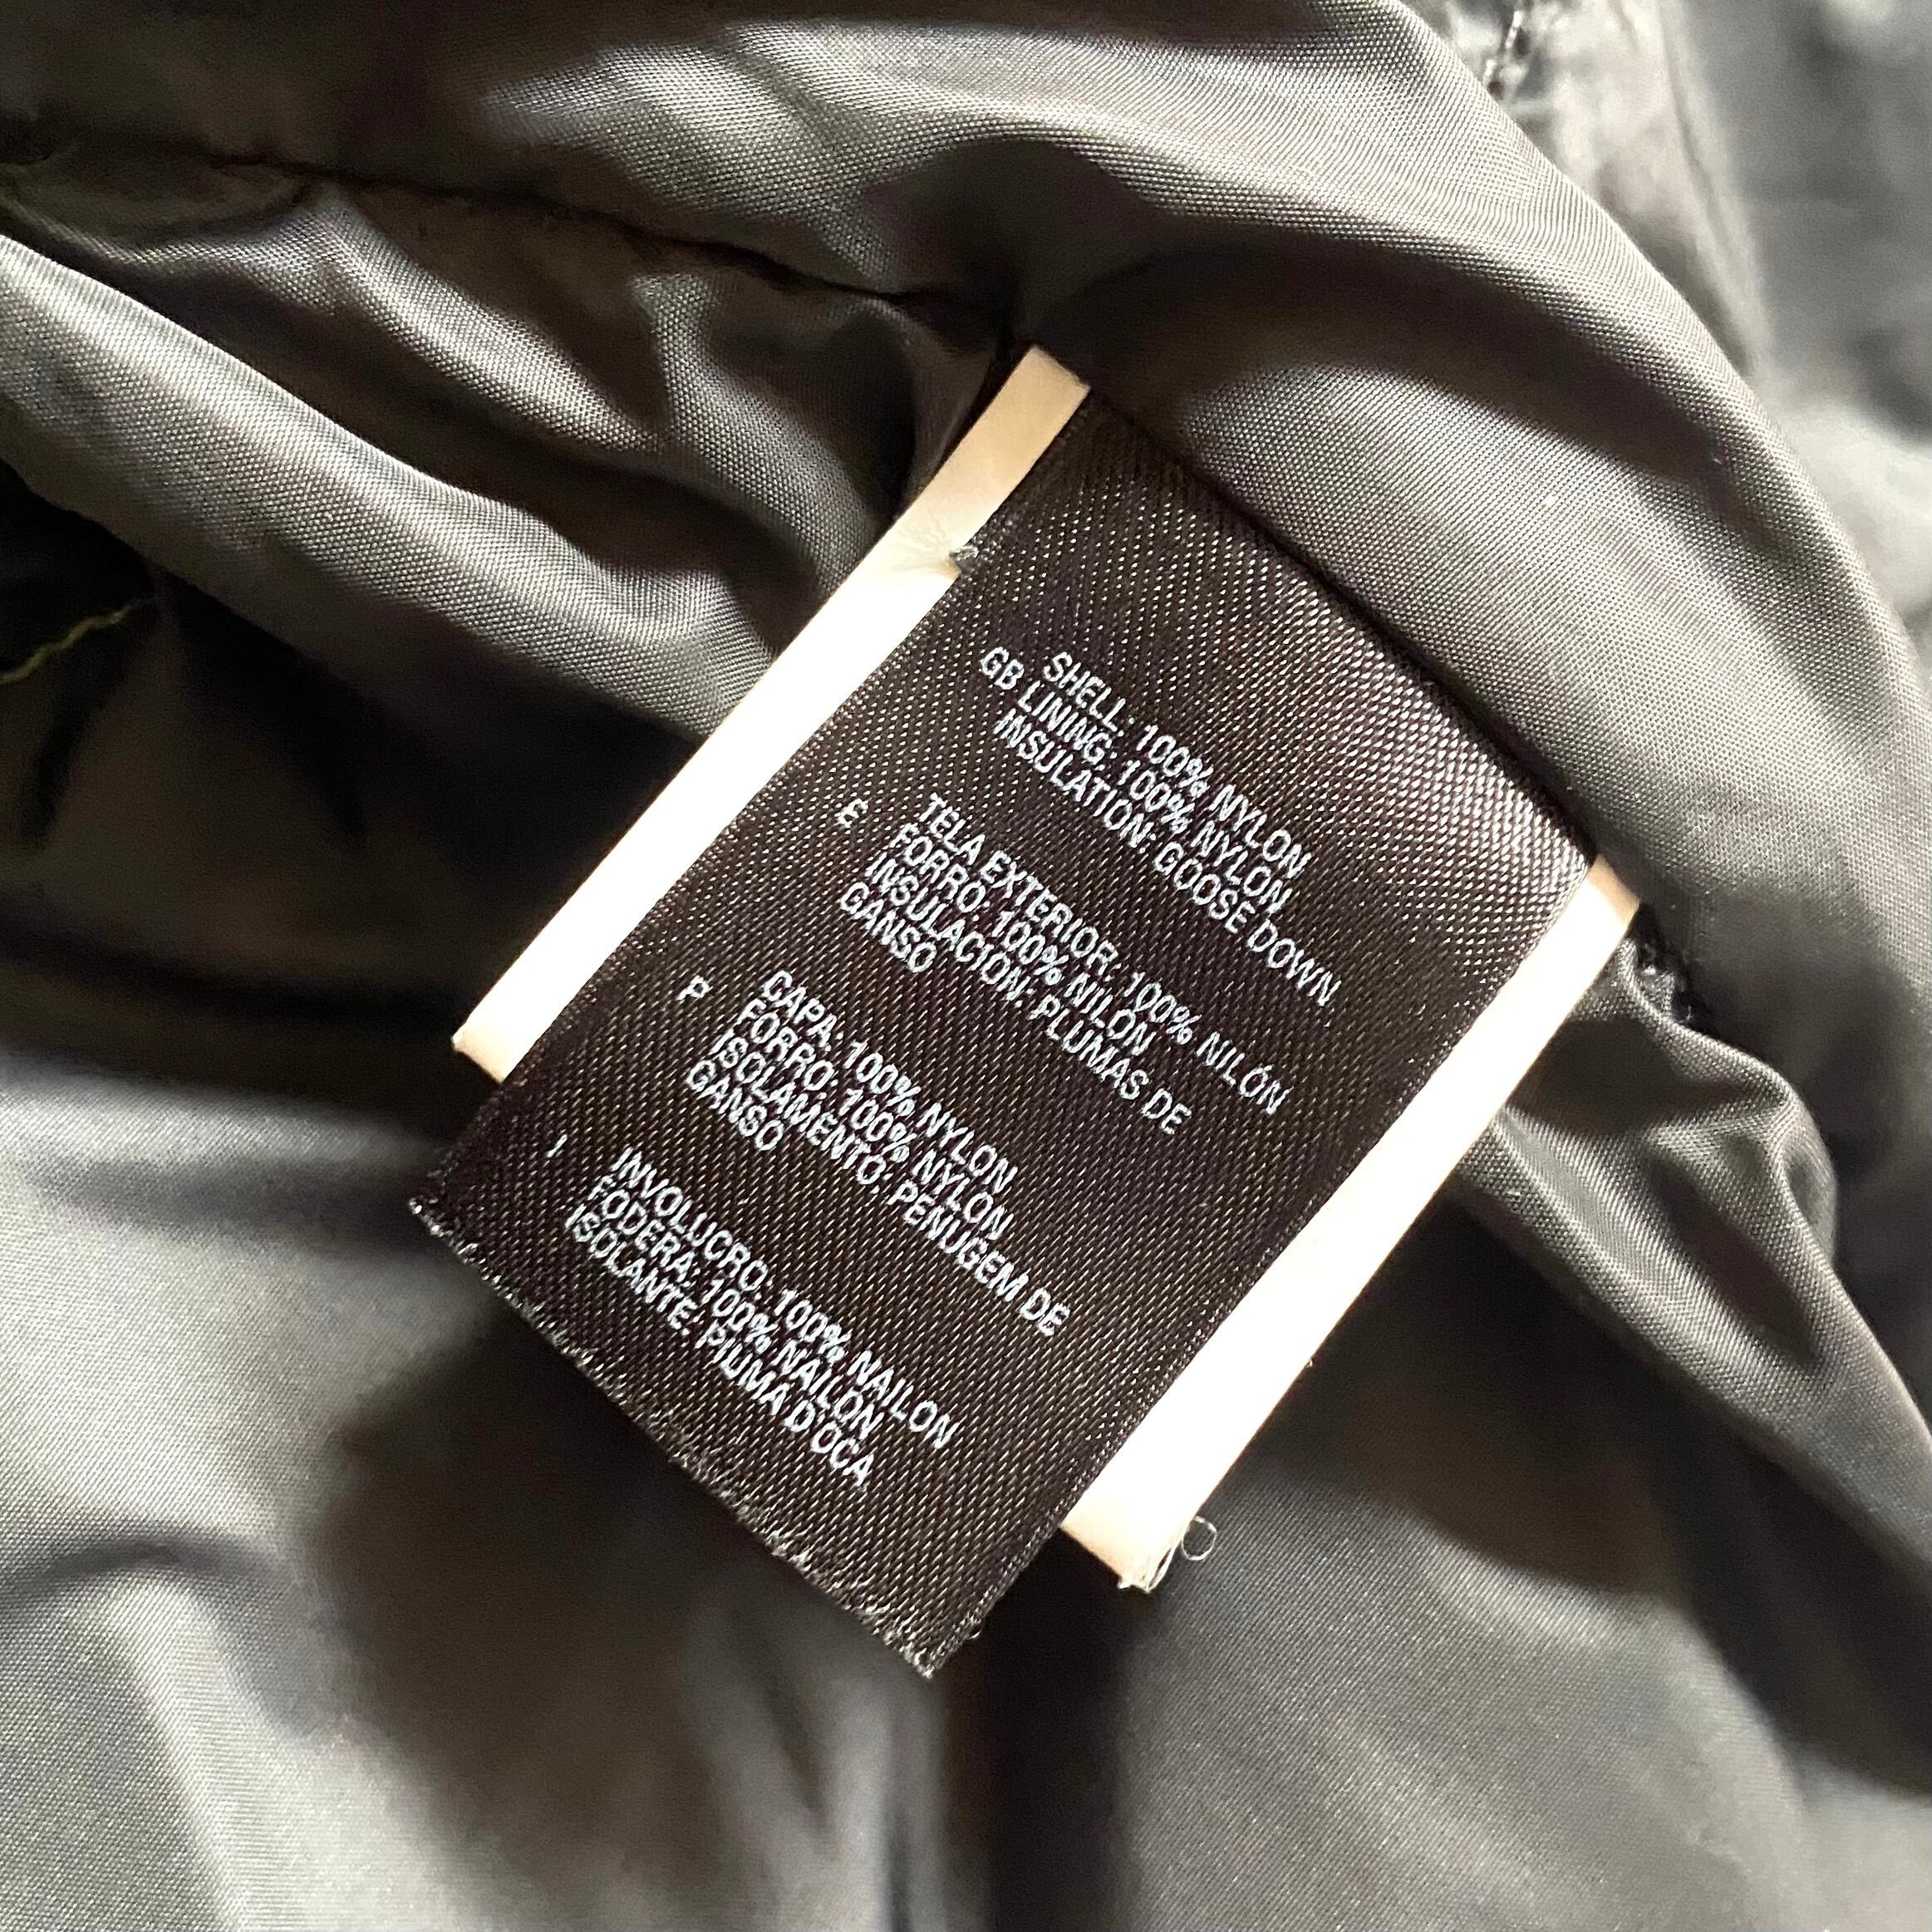 SHELL: 100% NYLON
GB LINING: 100% NYLON
INSULATION: GOOSE DOWN
E TELA EXTERIOR: 100% NILÓN
FORRO: 100% NILÓN
INSULACIÓN: PLUMAS DE
GANSO
P CAPA: 100% NYLON
FORRO: 100% NYLON
ISOLAMENTO: PENUGEM DE
GANSO
I INVOLUCRO: 100% NAILON
FODERA: 100% NAILON
ISOLANTE: PIUMA D'OCA